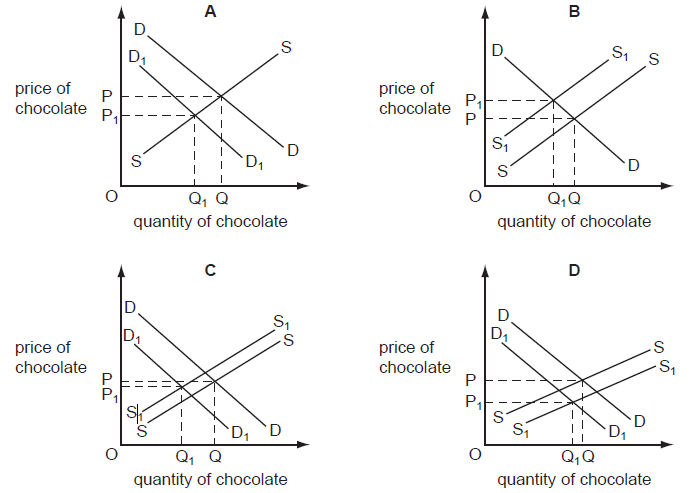 A
D
D₁
S
price of
chocolate
P
P₁
S
D₁
D
O
Q₁ Q
quantity of chocolate
B
D
S₁
S
price of
chocolate
P₁
P
S₁
S
D
O
Q₁Q
quantity of chocolate
C
D
S₁
D₁
S
price of
chocolate
P
P₁
S₁
S
D₁
D
O
Q₁ Q
quantity of chocolate
D
D
D₁
S
price of
chocolate
S₁
P
P₁
S
S₁
D
D₁
O
Q₁Q
quantity of chocolate